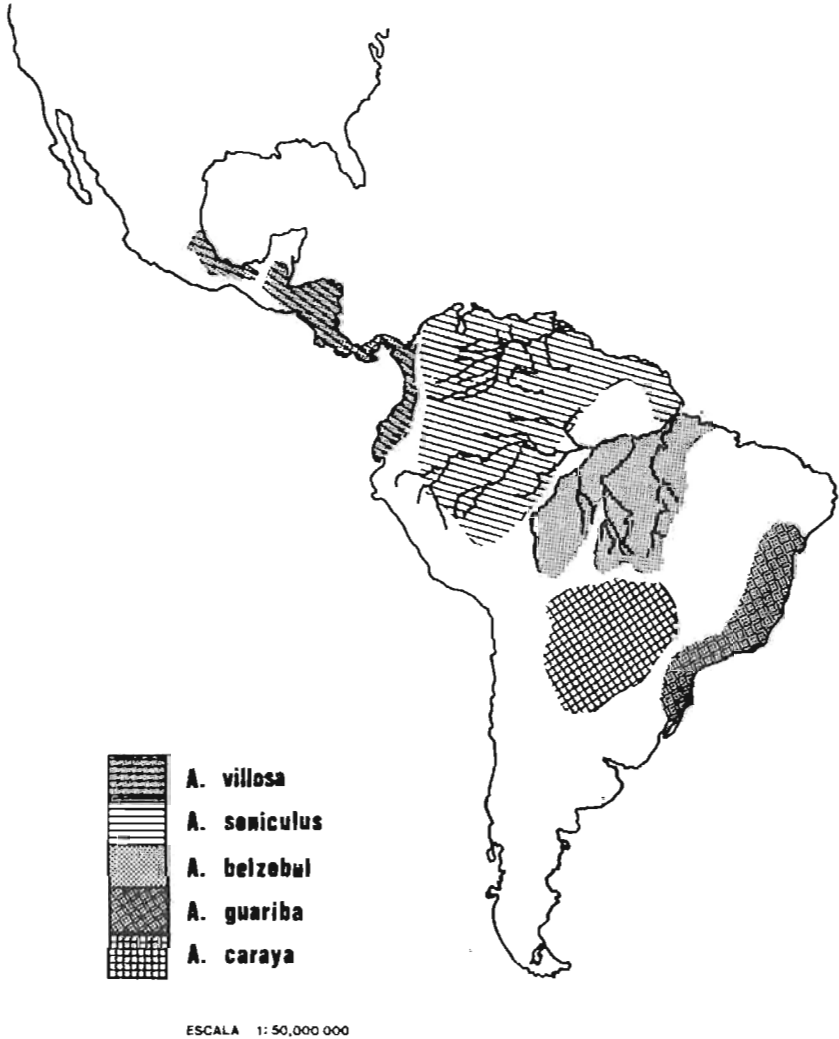 A. villosa
A. seniculus
A. belzebul
A. guariba
A. caraya
ESCALA 1:50,000 000